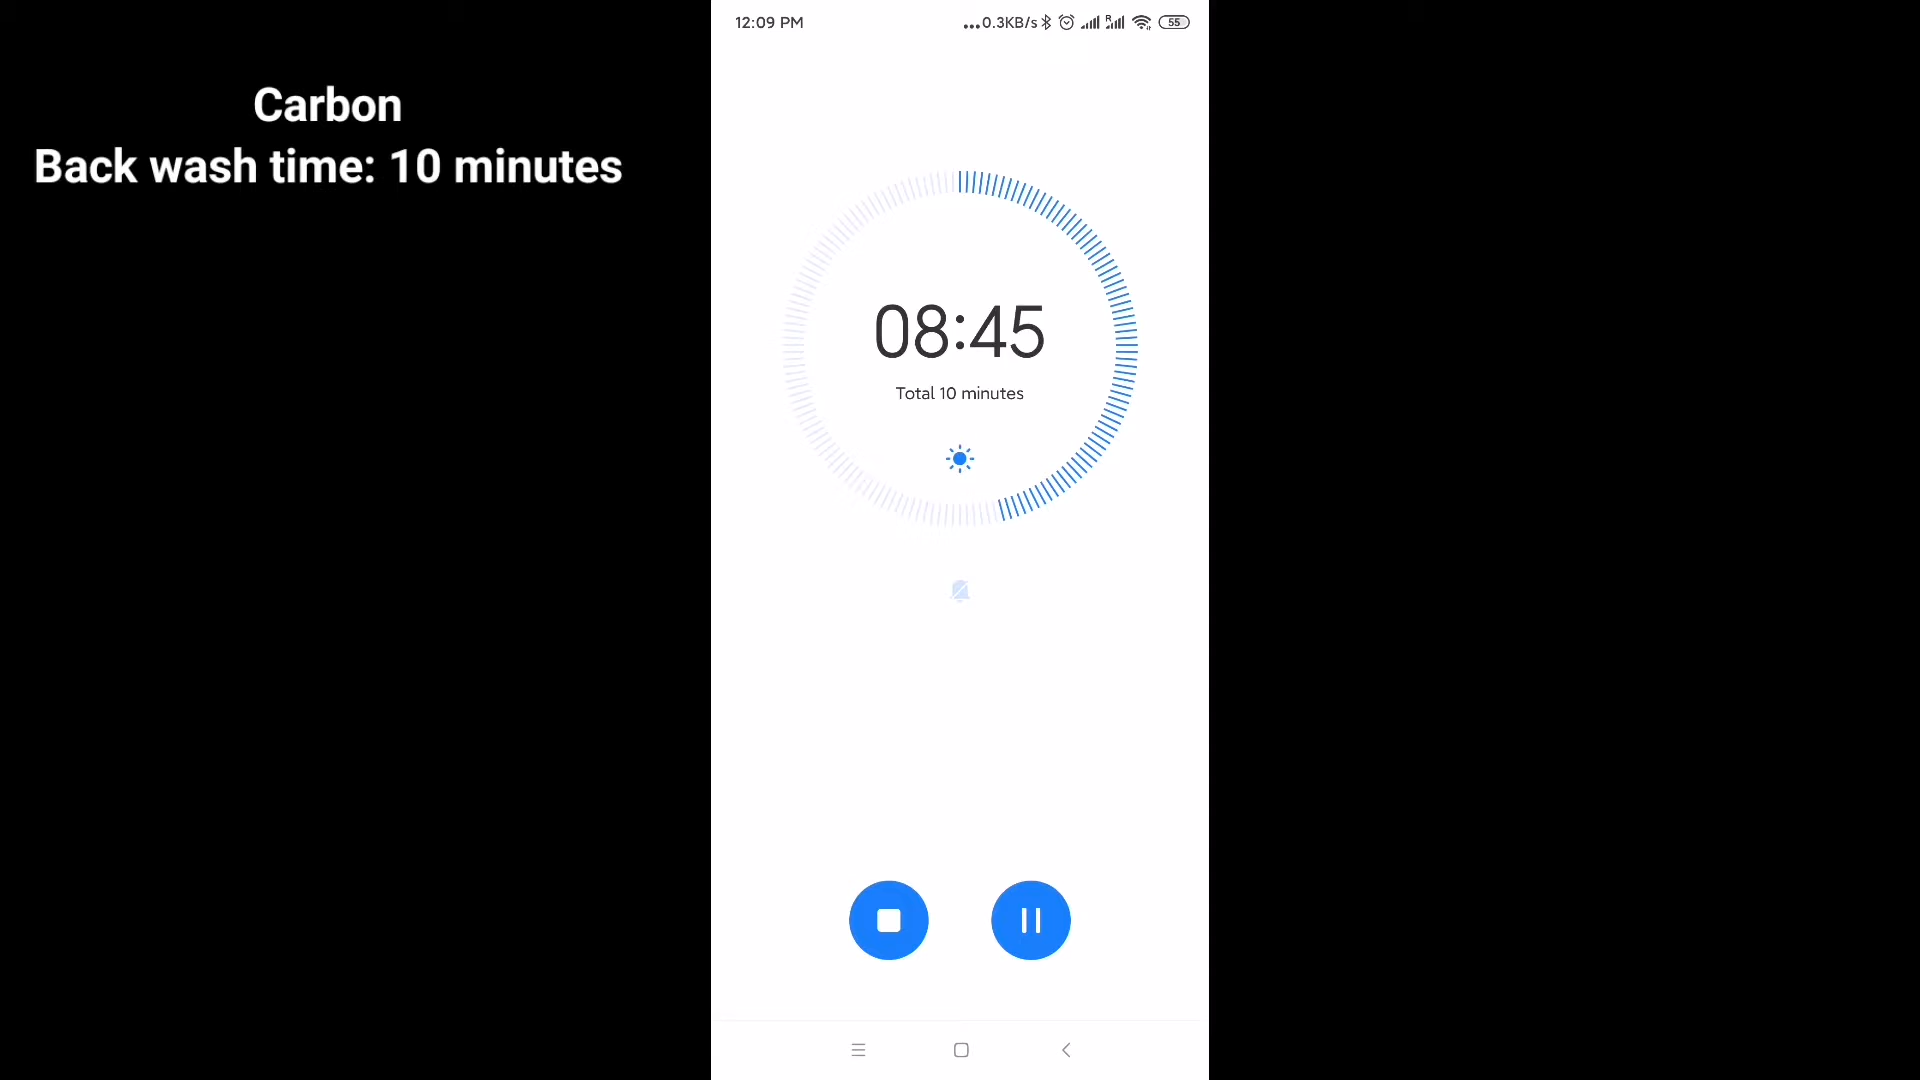 Carbon
Back wash time: 10 minutes
12:09 PM
...0.3KB/s
R
55
08:45
Total 10 minutes